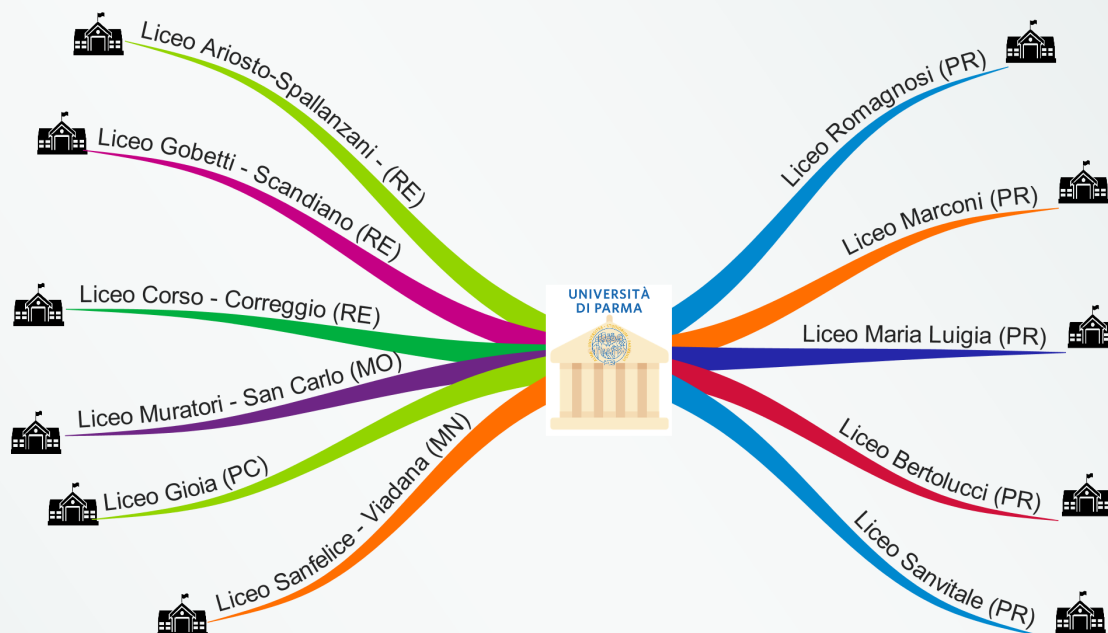 Liceo Ariosto-Spallanzani - (RE)
Liceo Gobetti - Scandiano (RE)
Liceo Corso - Correggio (RE)
Liceo Muratori - San Carlo (MO)
Liceo Gioia (PC)
Liceo Sanfelice - Viadana (MN)
UNIVERSITÀ
DI PARMA
Liceo Romagnosi (PR)
Liceo Marconi (PR)
Liceo Maria Luigia (PR)
Liceo Bertolucci (PR)
Liceo Sanvitale (PR)